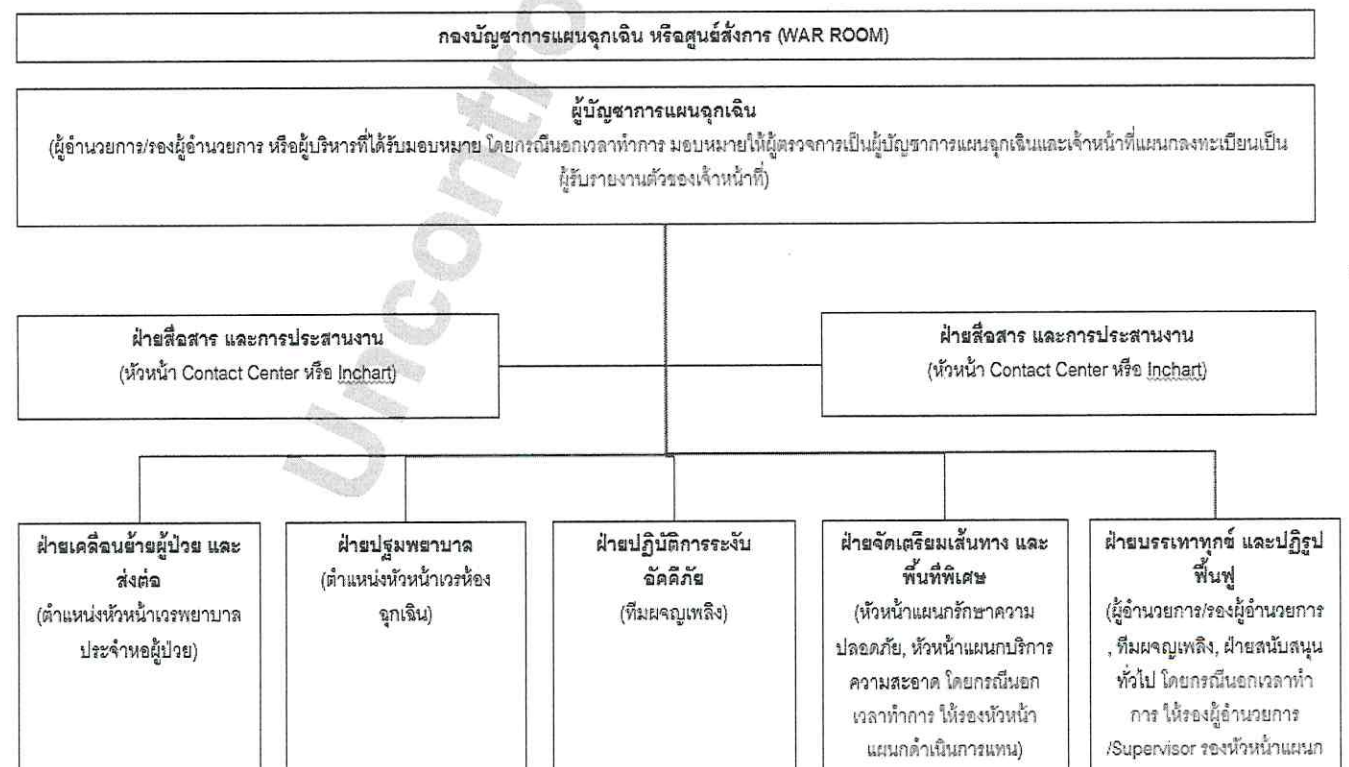 กองบัญชาการแผนฉุกเฉิน หรือศูนย์สั่งการ (WAR ROOM)
ผู้บัญชาการแผนฉุกเฉิน
(ผู้อำนวยการ/รองผู้อำนวยการ หรือผู้บริหารที่ได้รับมอบหมาย โดยกรณีนอกเวลาทำการ มอบหมายให้ผู้ตรวจการเป็นผู้บัญชาการแผนฉุกเฉินและเจ้าหน้าที่แผนกลงทะเบียนเป็น
ผู้รับรายงานตัวของเจ้าหน้าที่)
ฝ่ายสื่อสาร และการประสานงาน
(หัวหน้า Contact Center หรือ Inchart)
ฝ่ายสื่อสาร และการประสานงาน
(หัวหน้า Contact Center หรือ Inchart)
ฝ่ายเคลื่อนย้ายผู้ป่วย และ
ส่งต่อ
(ตำแหน่งหัวหน้าเวรพยาบาล
ประจำหอผู้ป่วย)
ฝ่ายปฐมพยาบาล
(ตำแหน่งหัวหน้าเวรห้อง
ฉุกเฉิน)
ฝ่ายปฏิบัติการระงับ
อัคคีภัย
(ทีมผจญเพลิง)
ฝ่ายจัดเตรียมเส้นทาง และ
พื้นที่พิเศษ
(หัวหน้าแผนกรักษาความ
ปลอดภัย, หัวหน้าแผนกบริการ
ความสะอาด โดยกรณีนอก
เวลาทำการ ให้รองหัวหน้า
แผนกดำเนินการแทน)
ฝ่ายบรรเทาทุกข์ และปฏิรูป
ฟื้นฟู
(ผู้อำนวยการ/รองผู้อำนวยการ
, ทีมผจญเพลิง, ฝ่ายสนับสนุน
ทั่วไป โดยกรณีนอกเวลาทำ
การ ให้รองผู้อำนวยการ
/Supervisor รองหัวหน้าแผนก
Uncontro